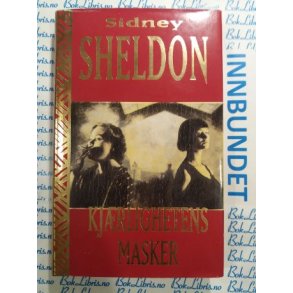 Sidney
SHELDON
KJÆRLIGHETENS
MASKER
INNBUNDET
BokLibris.no